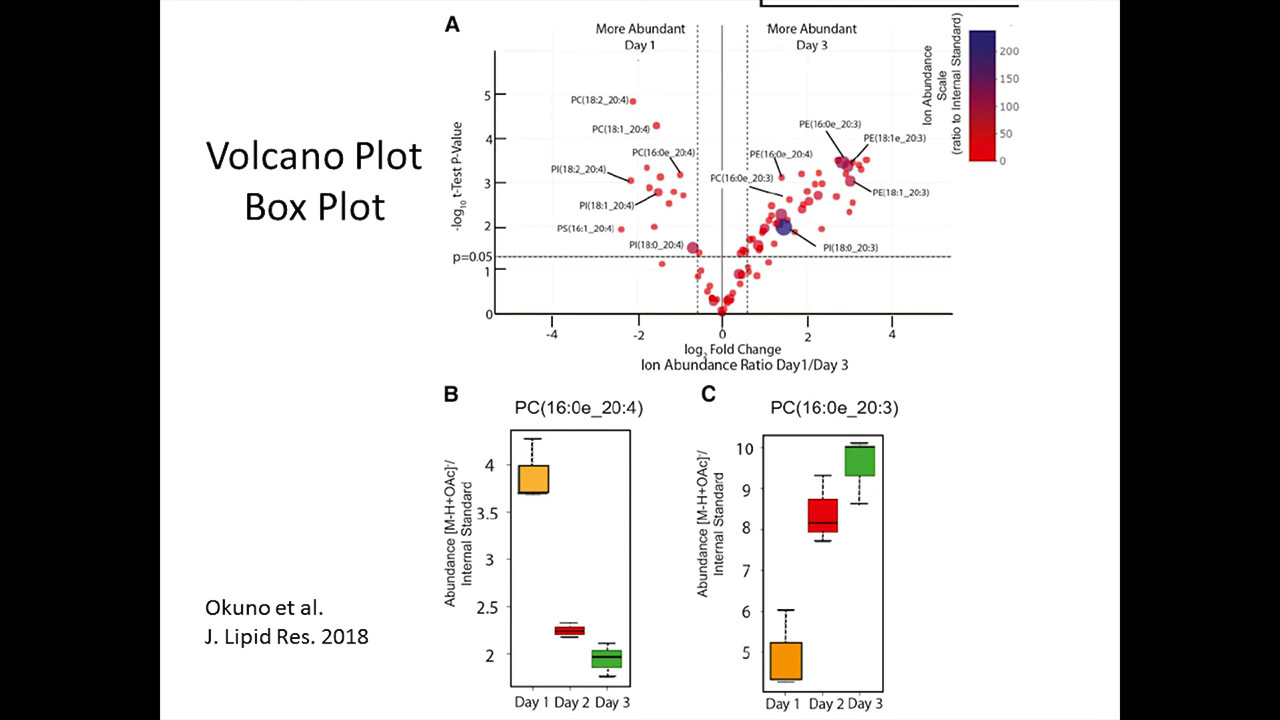 Volcano Plot
Box Plot
Okuno et al.
J. Lipid Res. 2018
A
More Abundant
Day 1
More Abundant
Day 3
Ion Abundance
Scale
(ratio to Internal Standard)
200
150
100
50
0
-log10 t-Test P-Value
5
4
3
2
p=0.05
1
0
PC(18:2_20:4)
PC(18:1_20:4)
PC(16:0e_20:4)
PI(18:2_20:4)
PI(18:1_20:4)
PS(16:1_20:4)
PI(18:0_20:4)
PE(16:0e_20:3)
PE(18:1e_20:3)
PE(16:0e_20:4)
PC(16:0e_20:3)
PE(18:1_20:3)
PI(18:0_20:3)
-4
-2
0
2
4
log2 Fold Change
Ion Abundance Ratio Day1/Day 3
B
PC(16:0e_20:4)
Abundance [M-H+OAc]-/
Internal Standard
4
3.5
3
2.5
2
Day 1 Day 2 Day 3
C
PC(16:0e_20:3)
Abundance [M-H+OAc]-/
Internal Standard
10
9
8
7
6
5
Day 1 Day 2 Day 3